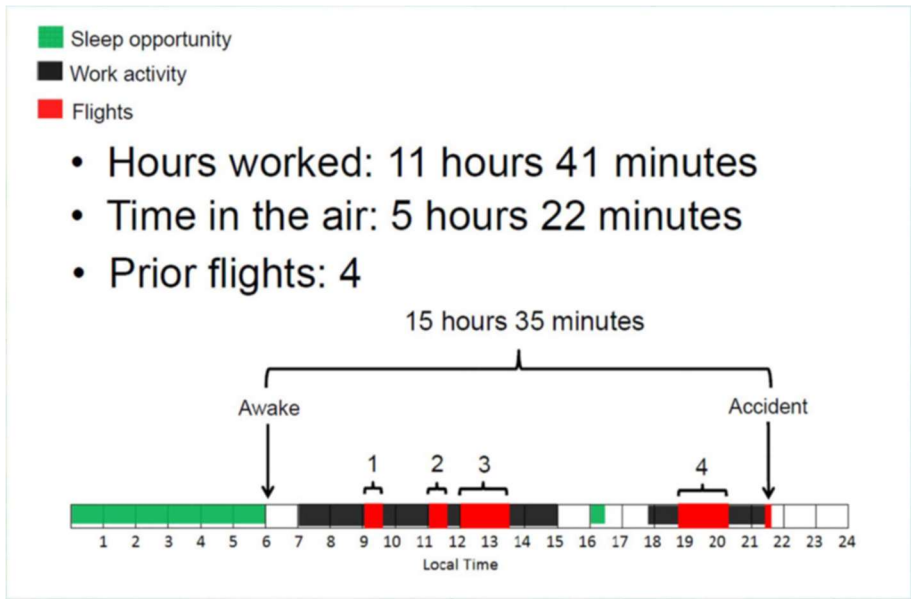 Sleep opportunity
Work activity
Flights
• Hours worked: 11 hours 41 minutes
• Time in the air: 5 hours 22 minutes
• Prior flights: 4
15 hours 35 minutes
Awake
Accident
1 2 3 4
1 2 3 4 5 6 7 8 9 10 11 12 13 14 15 16 17 18 19 20 21 22 23 24
Local Time